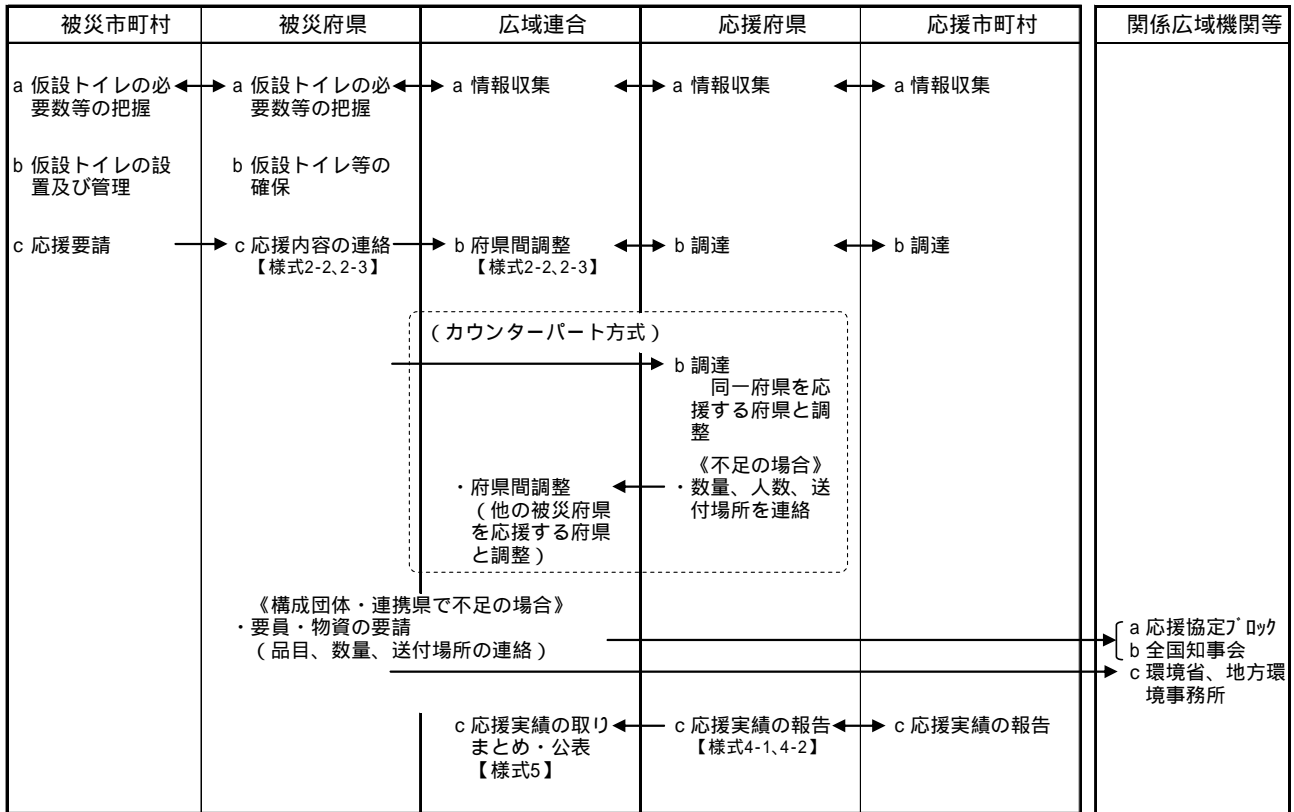 被災市町村
被災府県
広域連合
応援府県
応援市町村
関係広域機関等
a 仮設トイレの必
要数等の把握
a 仮設トイレの必
要数等の把握
a 情報収集
a 情報収集
a 情報収集
b 仮設トイレの設
置及び管理
b 仮設トイレ等の
確保
c 応援要請
c 応援内容の連絡
【様式2-2、2-3】
b 府県間調整
【様式2-2、2-3】
b 調達
b 調達
(カウンターパート方式)
b 調達
同一府県を応
援する府県と調
整
《不足の場合》
・数量、人数、送
付場所を連絡
・府県間調整
(他の被災府県
を応援する府県
と調整)
《構成団体・連携県で不足の場合》
・要員・物資の要請
(品目、数量、送付場所の連絡)
a 応援協定ブロック
b 全国知事会
c 環境省、地方環
境事務所
c 応援実績の取り
まとめ・公表
【様式5】
c 応援実績の報告
【様式4-1、4-2】
c 応援実績の報告